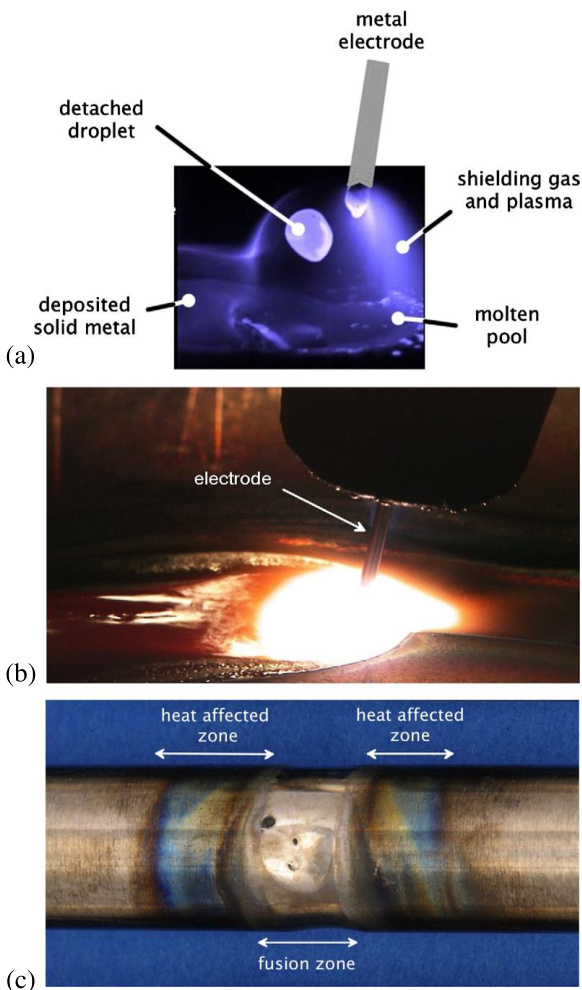 metal
electrode
detached
droplet
shielding gas
and plasma
deposited
solid metal
molten
pool
(a)
electrode
(b)
heat affected
zone
heat affected
zone
fusion zone
(c)